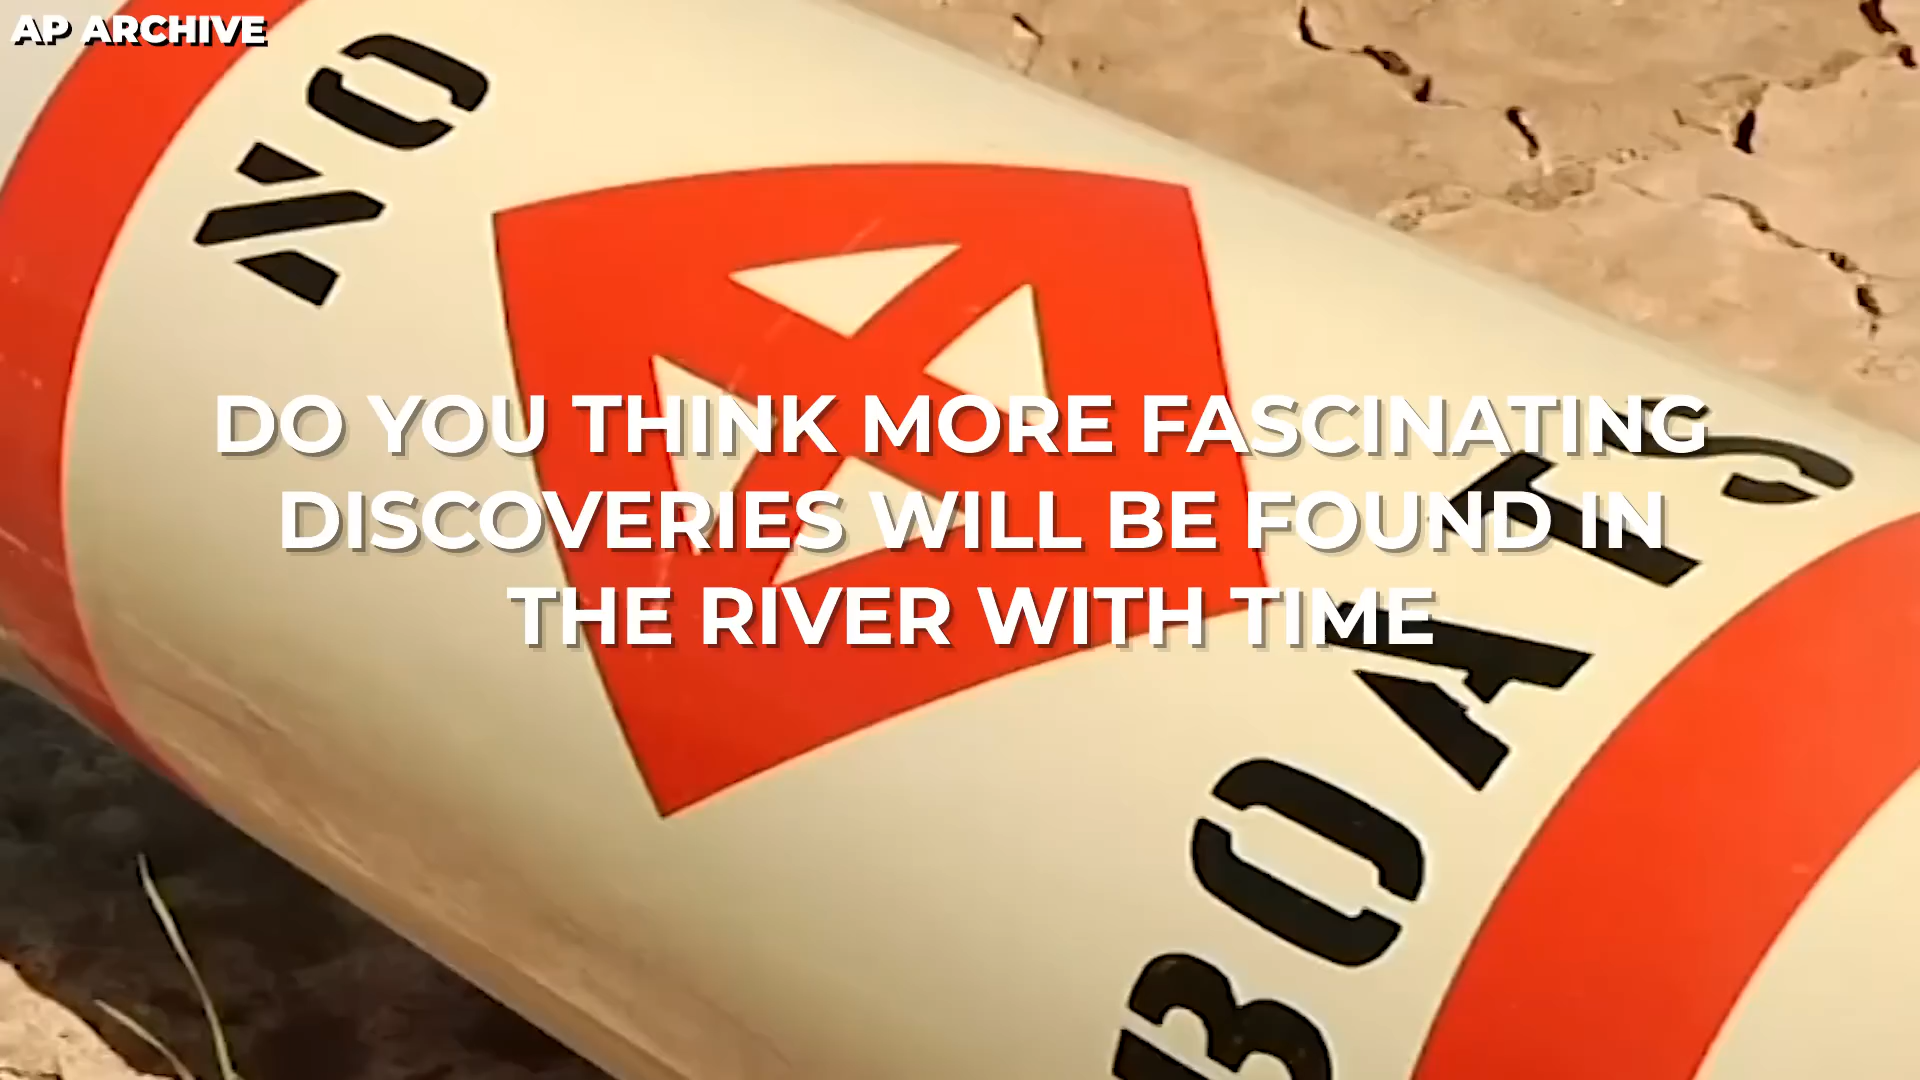 AP ARCHIVE
NO
DO YOU THINK MORE FASCINATING
DISCOVERIES WILL BE FOUND IN
THE RIVER WITH TIME
BOATS